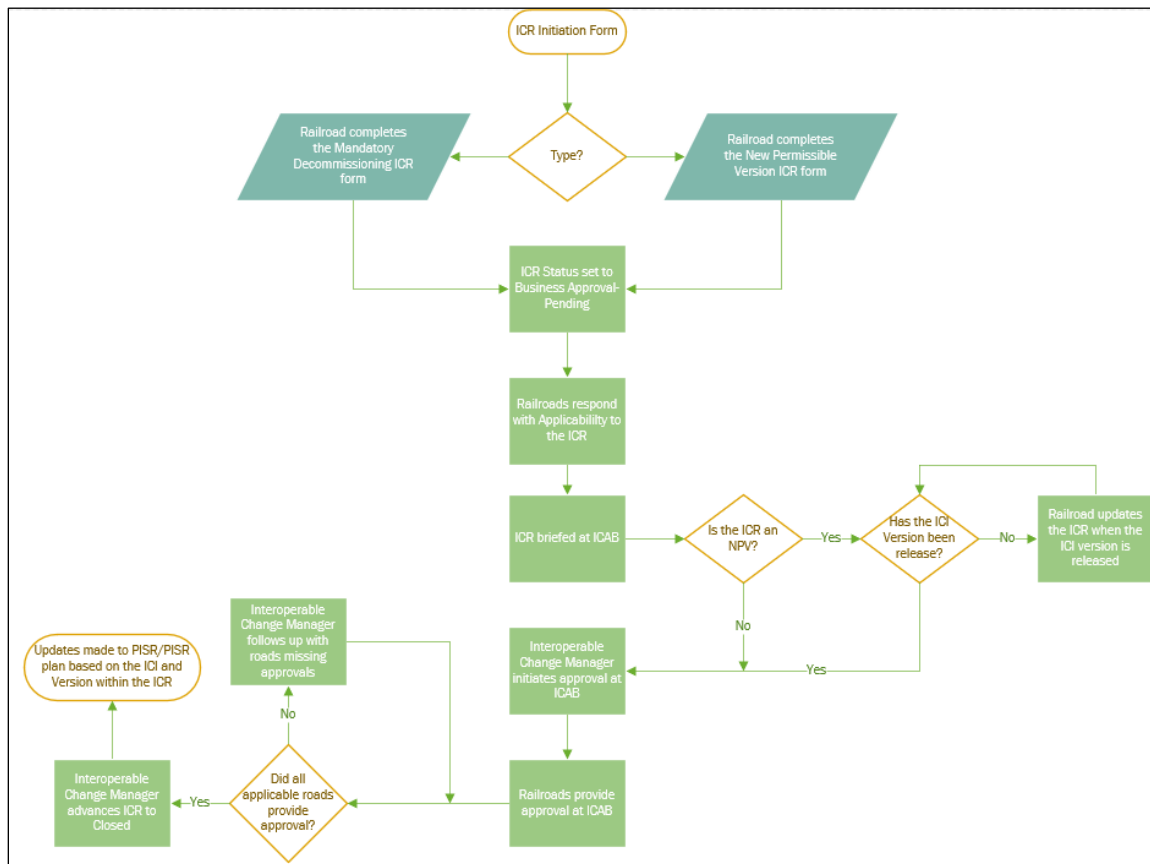 ICR Initiation Form
Type?
Railroad completes
the Mandatory
Decommissioning ICR
form
Railroad completes
the New Permissible
Version ICR form
ICR Status set to
Business Approval-
Pending
Railroads respond
with Applicabililty to
the ICR
ICR briefed at ICAB
Is the ICR an
NPV?
Yes
Has the ICI
Version been
release?
No
Railroad updates
the ICR when the
ICI version is
released
No
Yes
Interoperable
Change Manager
initiates approval at
ICAB
Railroads provide
approval at ICAB
Did all
applicable roads
provide
approval?
No
Interoperable
Change Manager
follows up with
roads missing
approvals
Yes
Interoperable
Change Manager
advances ICR to
Closed
Updates made to PISR/PISR
plan based on the ICI and
Version within the ICR